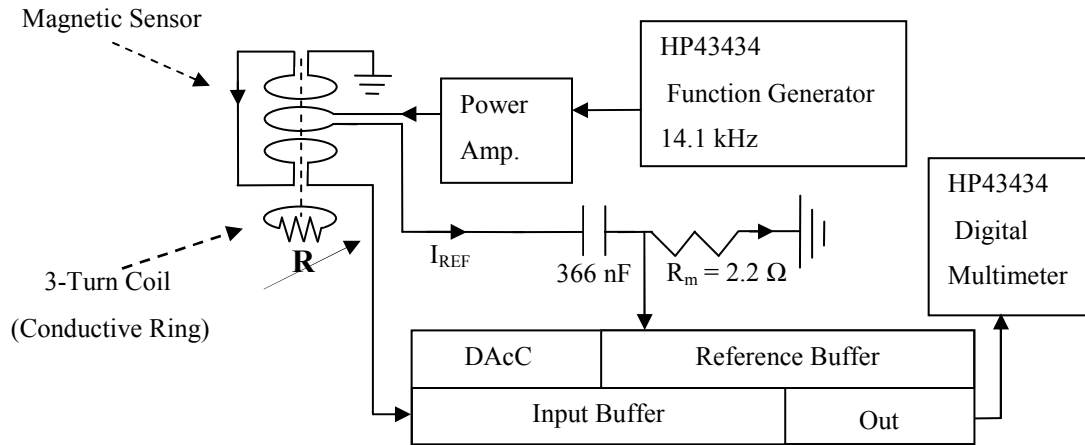 Magnetic Sensor
HP43434
Function Generator
14.1 kHz
Power
Amp.
HP43434
Digital
Multimeter
3-Turn Coil
(Conductive Ring)
R
I_REF
366 nF
R_m = 2.2 Ω
DAcC
Reference Buffer
Input Buffer
Out